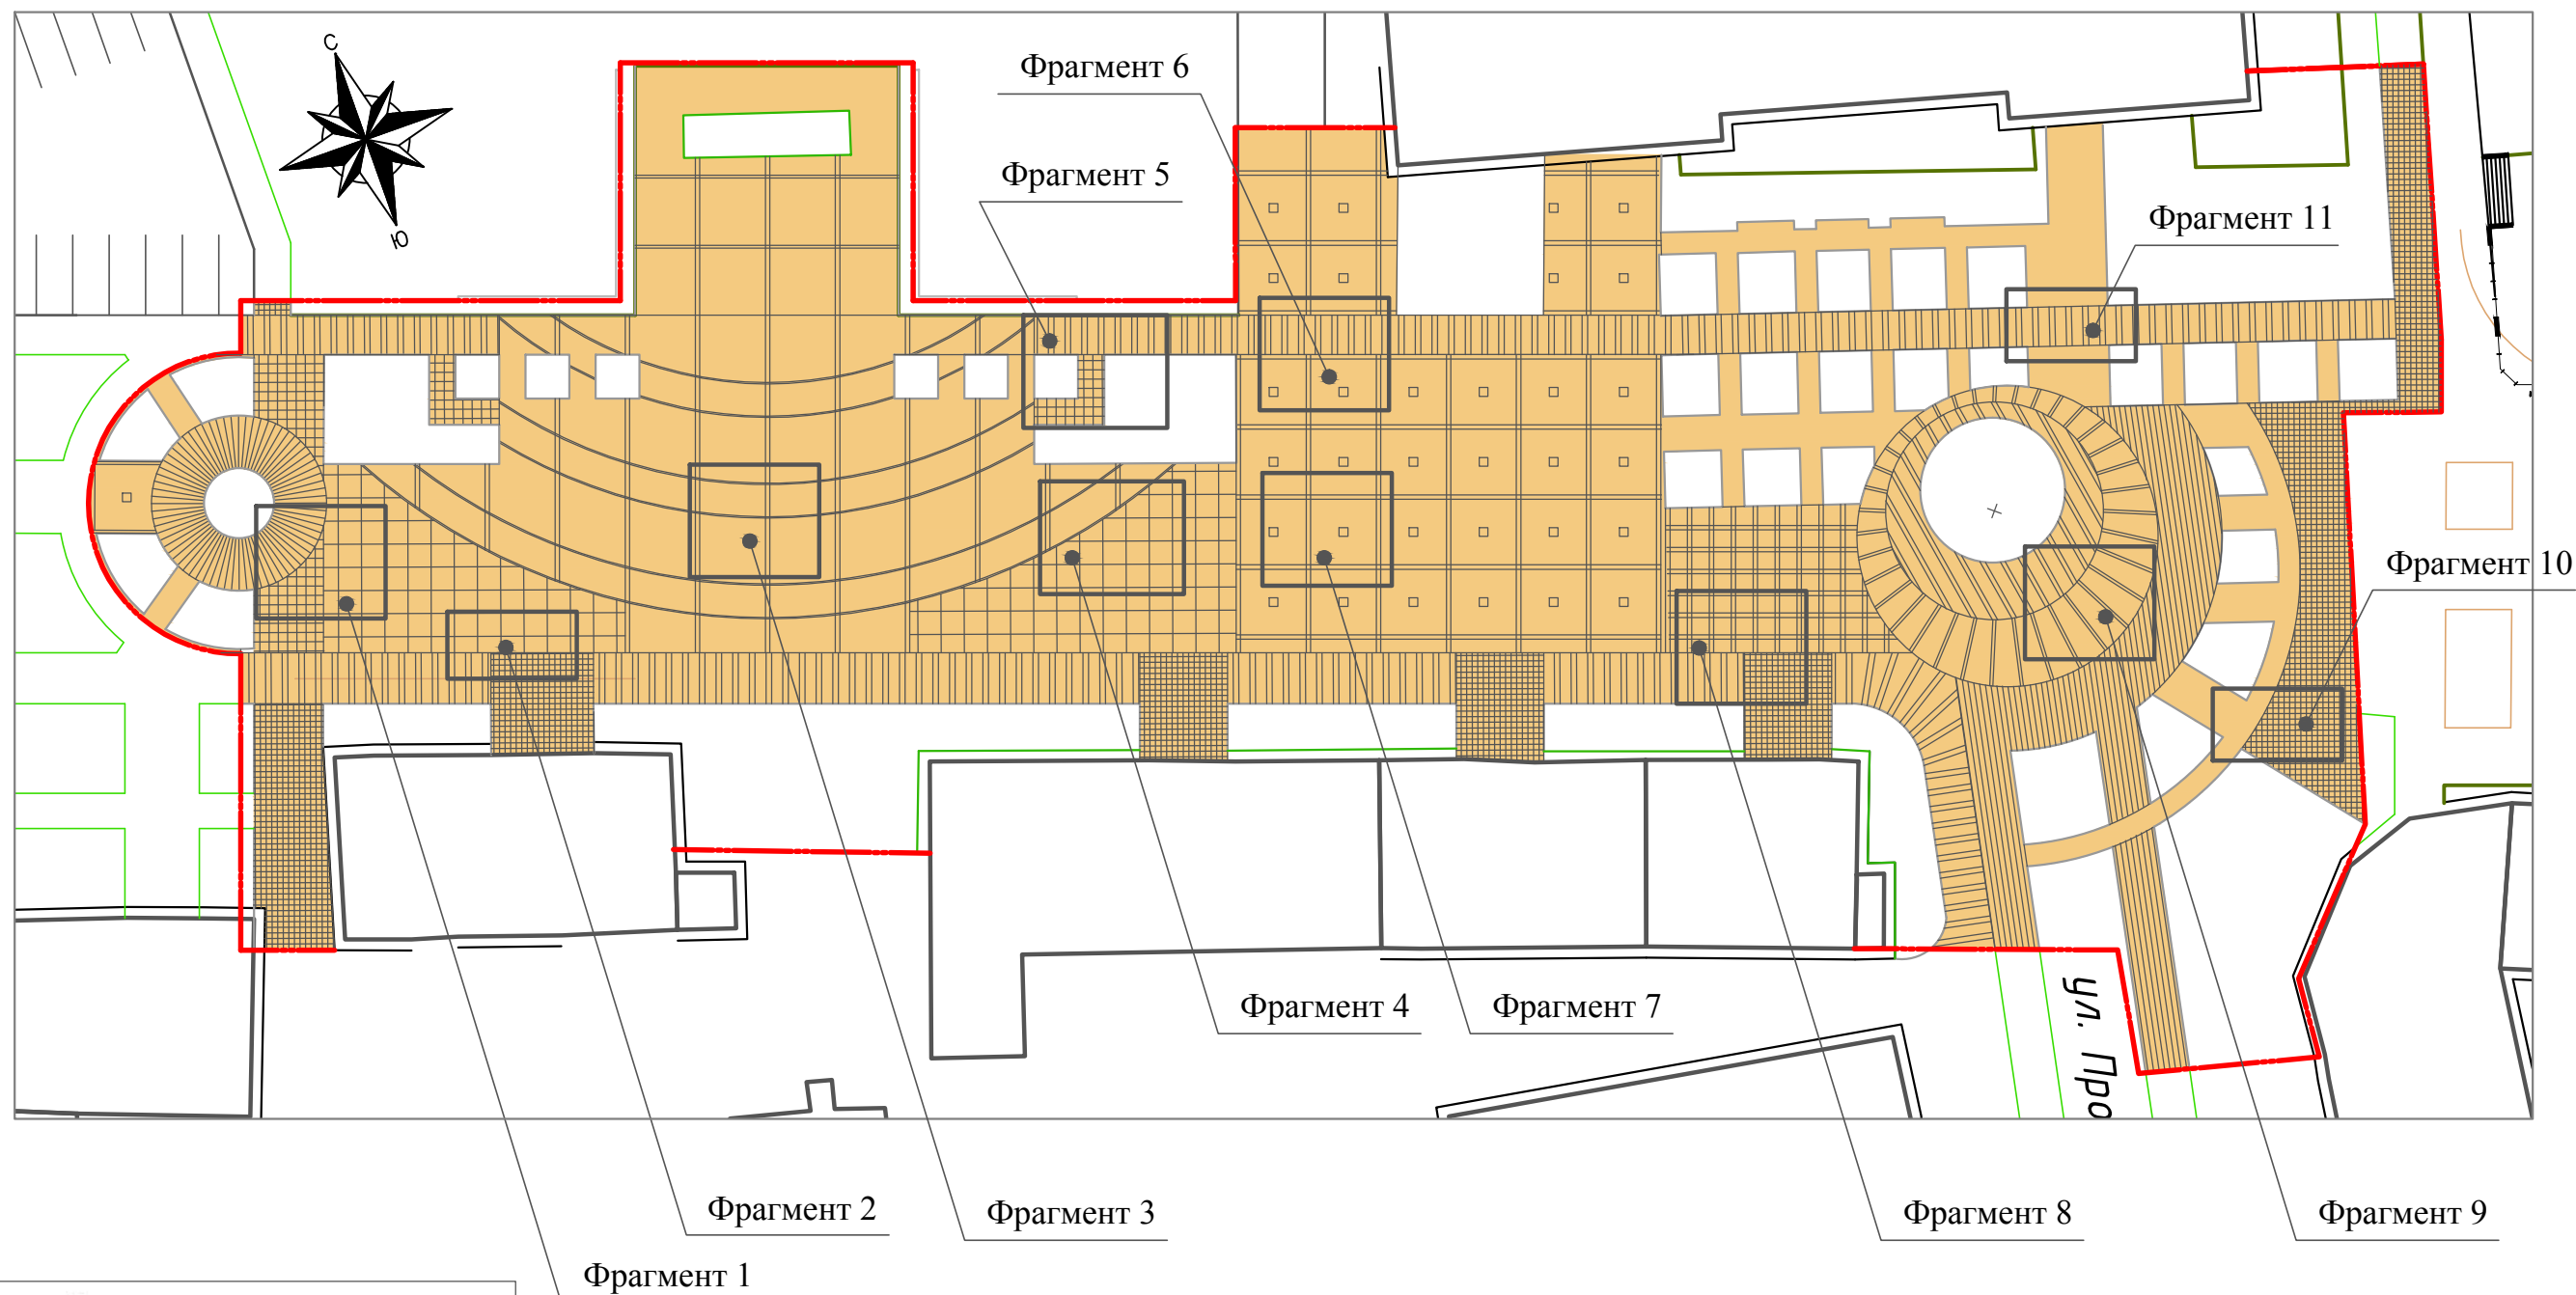 С
Ю
Фрагмент 6
Фрагмент 5
Фрагмент 11
Фрагмент 10
Фрагмент 4
Фрагмент 7
ул. Про
Фрагмент 2
Фрагмент 3
Фрагмент 8
Фрагмент 9
Фрагмент 1